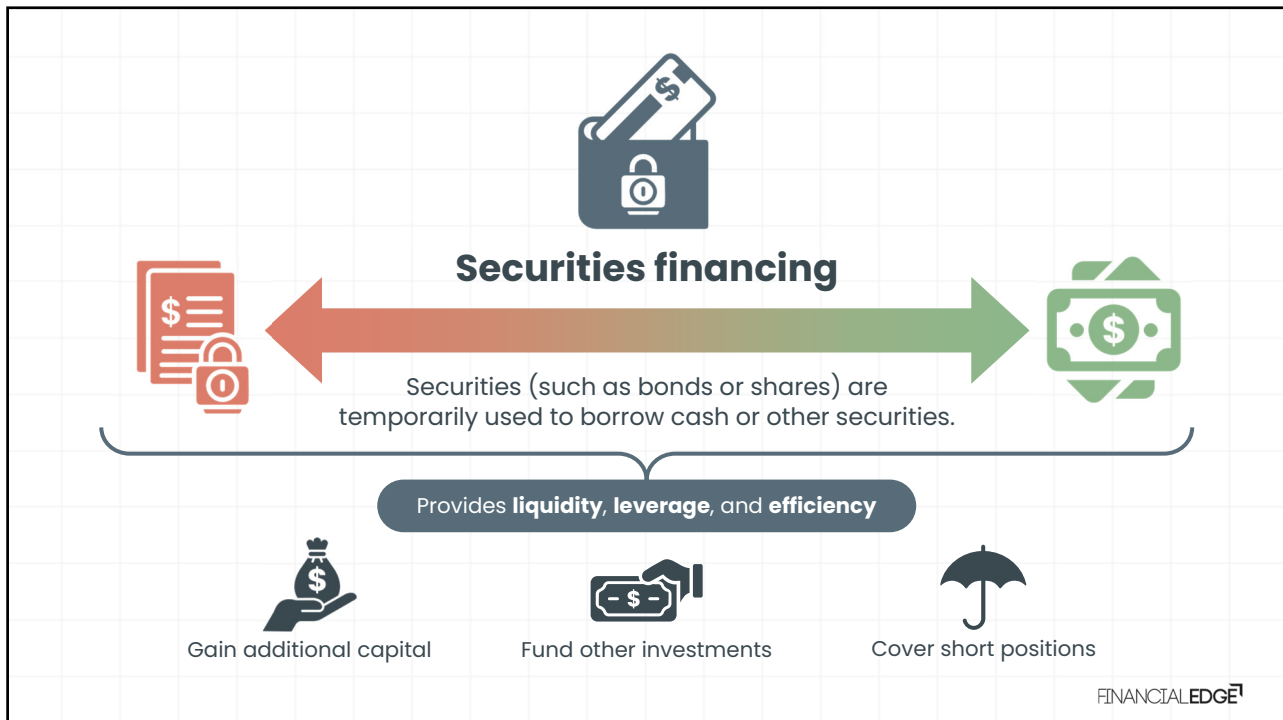 Securities financing
Securities (such as bonds or shares) are
temporarily used to borrow cash or other securities.
Provides liquidity, leverage, and efficiency
Gain additional capital
Fund other investments
Cover short positions
FINANCIALEDGE